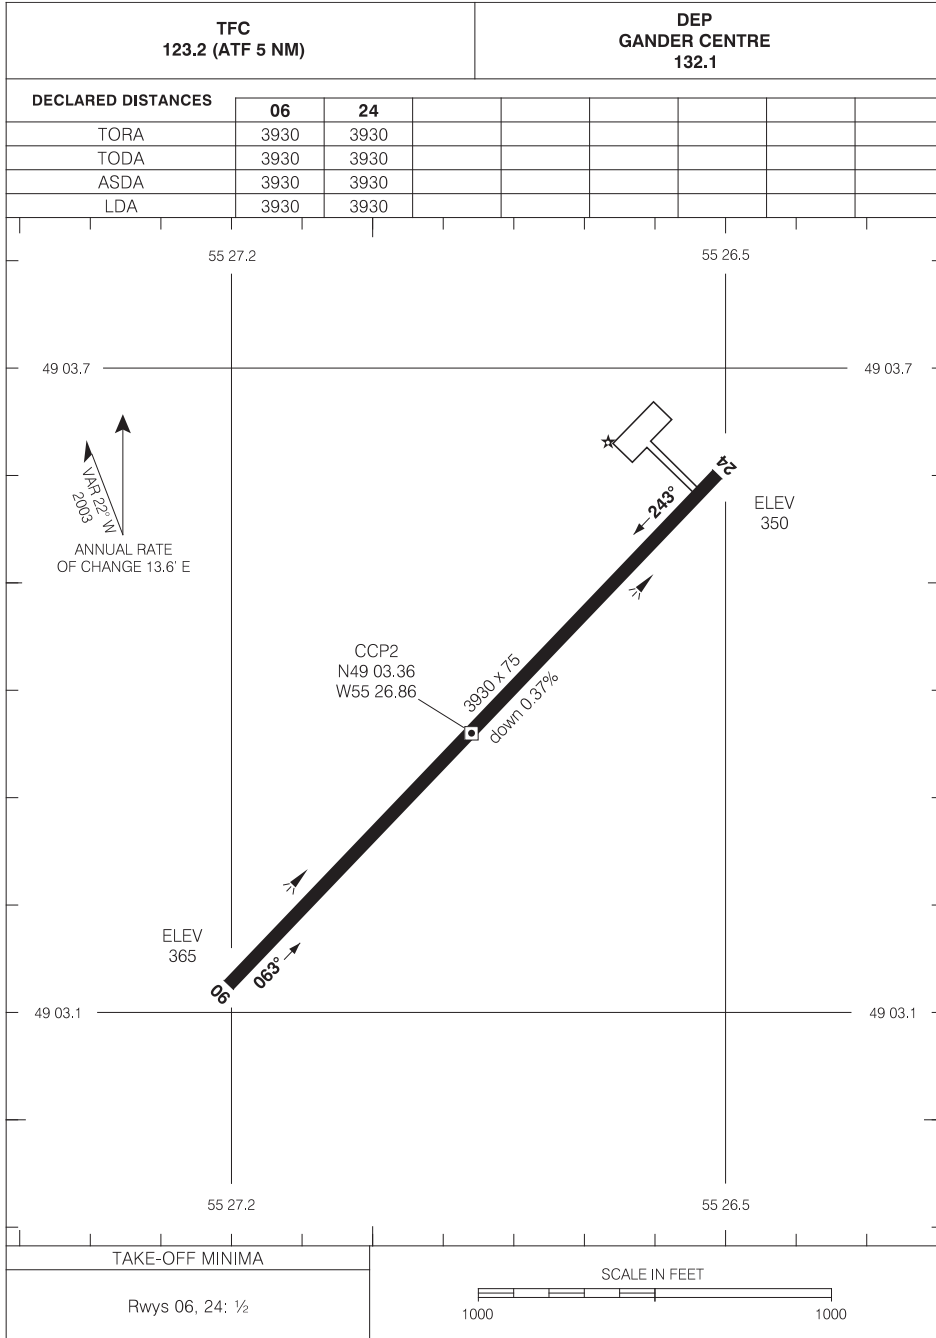 TFC
123.2 (ATF 5 NM)
DEP
GANDER CENTRE
132.1
DECLARED DISTANCES 06 24
TORA 3930 3930
TODA 3930 3930
ASDA 3930 3930
LDA 3930 3930
55 27.2 55 26.5
49 03.7 49 03.7
VAR 22° W
2003
ANNUAL RATE
OF CHANGE 13.6' E
24
243°
ELEV
350
CCP2
N49 03.36
W55 26.86
3930 x 75
down 0.37%
ELEV
365
063°
06
49 03.1 49 03.1
55 27.2 55 26.5
TAKE-OFF MINIMA
Rwys 06, 24: ½
SCALE IN FEET
1000 1000